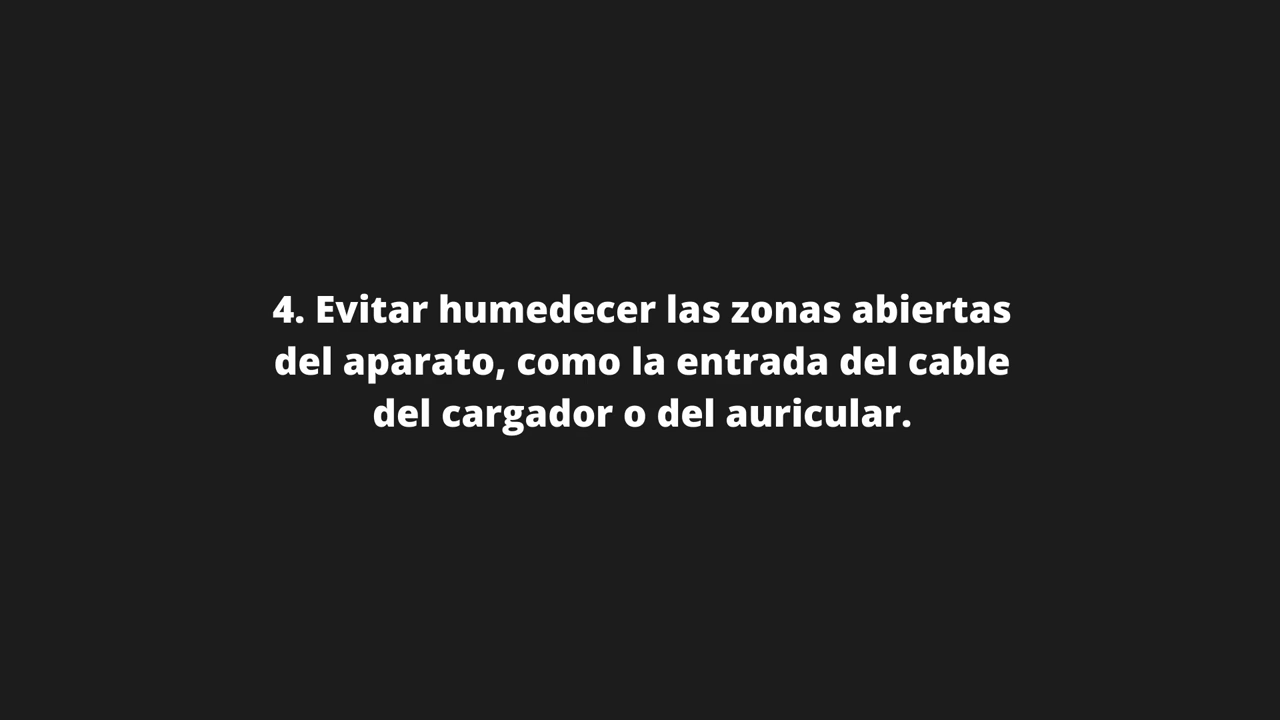 4. Evitar humedecer las zonas abiertas
del aparato, como la entrada del cable
del cargador o del auricular.